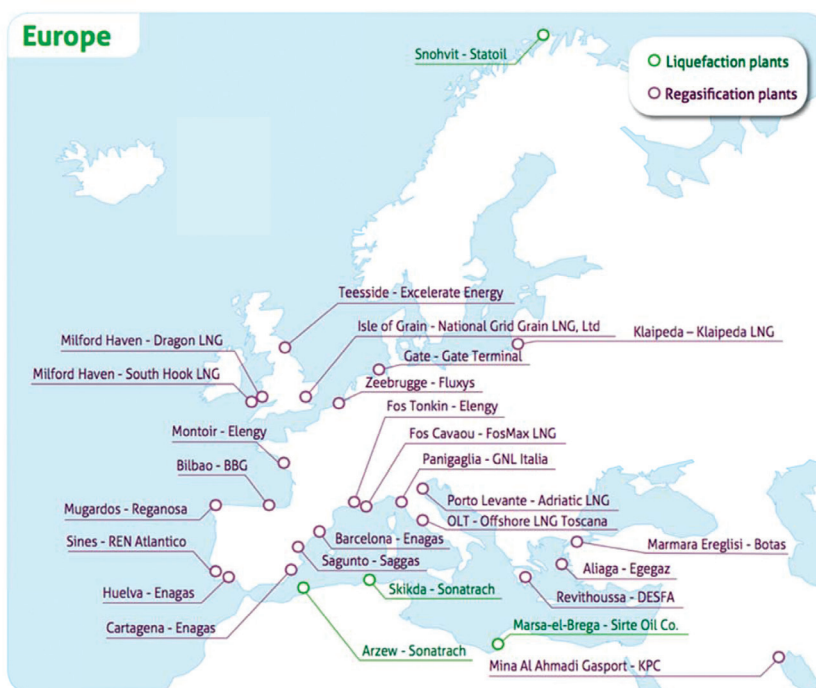 Europe
Snohvit - Statoil
Liquefaction plants
Regasification plants
Teesside - Excelerate Energy
Isle of Grain - National Grid Grain LNG, Ltd
Klaipeda – Klaipeda LNG
Milford Haven - Dragon LNG
Gate - Gate Terminal
Milford Haven - South Hook LNG
Zeebrugge - Fluxys
Fos Tonkin - Elengy
Montoir - Elengy
Fos Cavaou - FosMax LNG
Bilbao - BBG
Panigaglia - GNL Italia
Mugardos - Reganosa
Porto Levante - Adriatic LNG
OLT - Offshore LNG Toscana
Sines - REN Atlantico
Barcelona - Enagas
Marmara Ereglisi - Botas
Sagunto - Saggas
Aliaga - Egegaz
Huelva - Enagas
Skikda - Sonatrach
Revithoussa - DESFA
Cartagena - Enagas
Marsa-el-Brega - Sirte Oil Co.
Arzew - Sonatrach
Mina Al Ahmadi Gasport - KPC